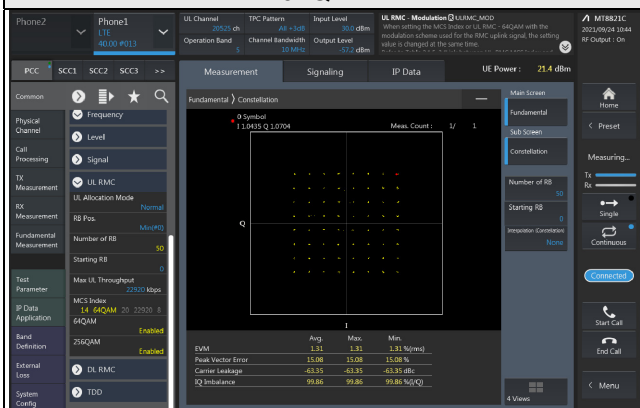 Phone2
Phone1
LTE
40.00 #013
UL Channel
20525 ch
TPC Pattern
All +3dB
Input Level
30.0 dBm
Operation Band
5
Channel Bandwidth
10 MHz
Output Level
-57.2 dBm
UL RMC - Modulation ULRMC_MOD
When setting the MCS Index or UL RMC - 64QAM with the
modulation scheme used for the RMC uplink signal, the setting
value is changed at the same time.
MT8821C
2021/09/24 10:44
RF Output : On
PCC
SCC1
SCC2
SCC3
>>
Measurement
Signaling
IP Data
UE Power : 21.4 dBm
Common
Physical
Channel
Call
Processing
TX
Measurement
RX
Measurement
Fundamental
Measurement
Test
Parameter
IP Data
Application
Band
Definition
External
Loss
System
Config
Frequency
Level
Signal
UL RMC
UL Allocation Mode
Normal
RB Pos.
Min(#0)
Number of RB
50
Starting RB
0
Max UL Throughput
22920 kbps
MCS Index
14 64QAM 20 22920 8
64QAM
Enabled
256QAM
Enabled
DL RMC
TDD
Fundamental ⟩ Constellation
0 Symbol
I 1.0435 Q 1.0704
Meas. Count : 1/ 1
Q
I
Avg. Max. Min.
EVM 1.31 1.31 1.31 %(rms)
Peak Vector Error 15.08 15.08 15.08 %
Carrier Leakage -63.35 -63.35 -63.35 dBc
IQ Imbalance 99.86 99.86 99.86 %(I/Q)
Main Screen
Fundamental
Sub Screen
Constellation
Number of RB
50
Starting RB
0
Interpolation (Constellation)
None
4 Views
Home
< Preset
Measuring...
Tx
Rx
Single
Continuous
Connected
Start Call
End Call
< Menu